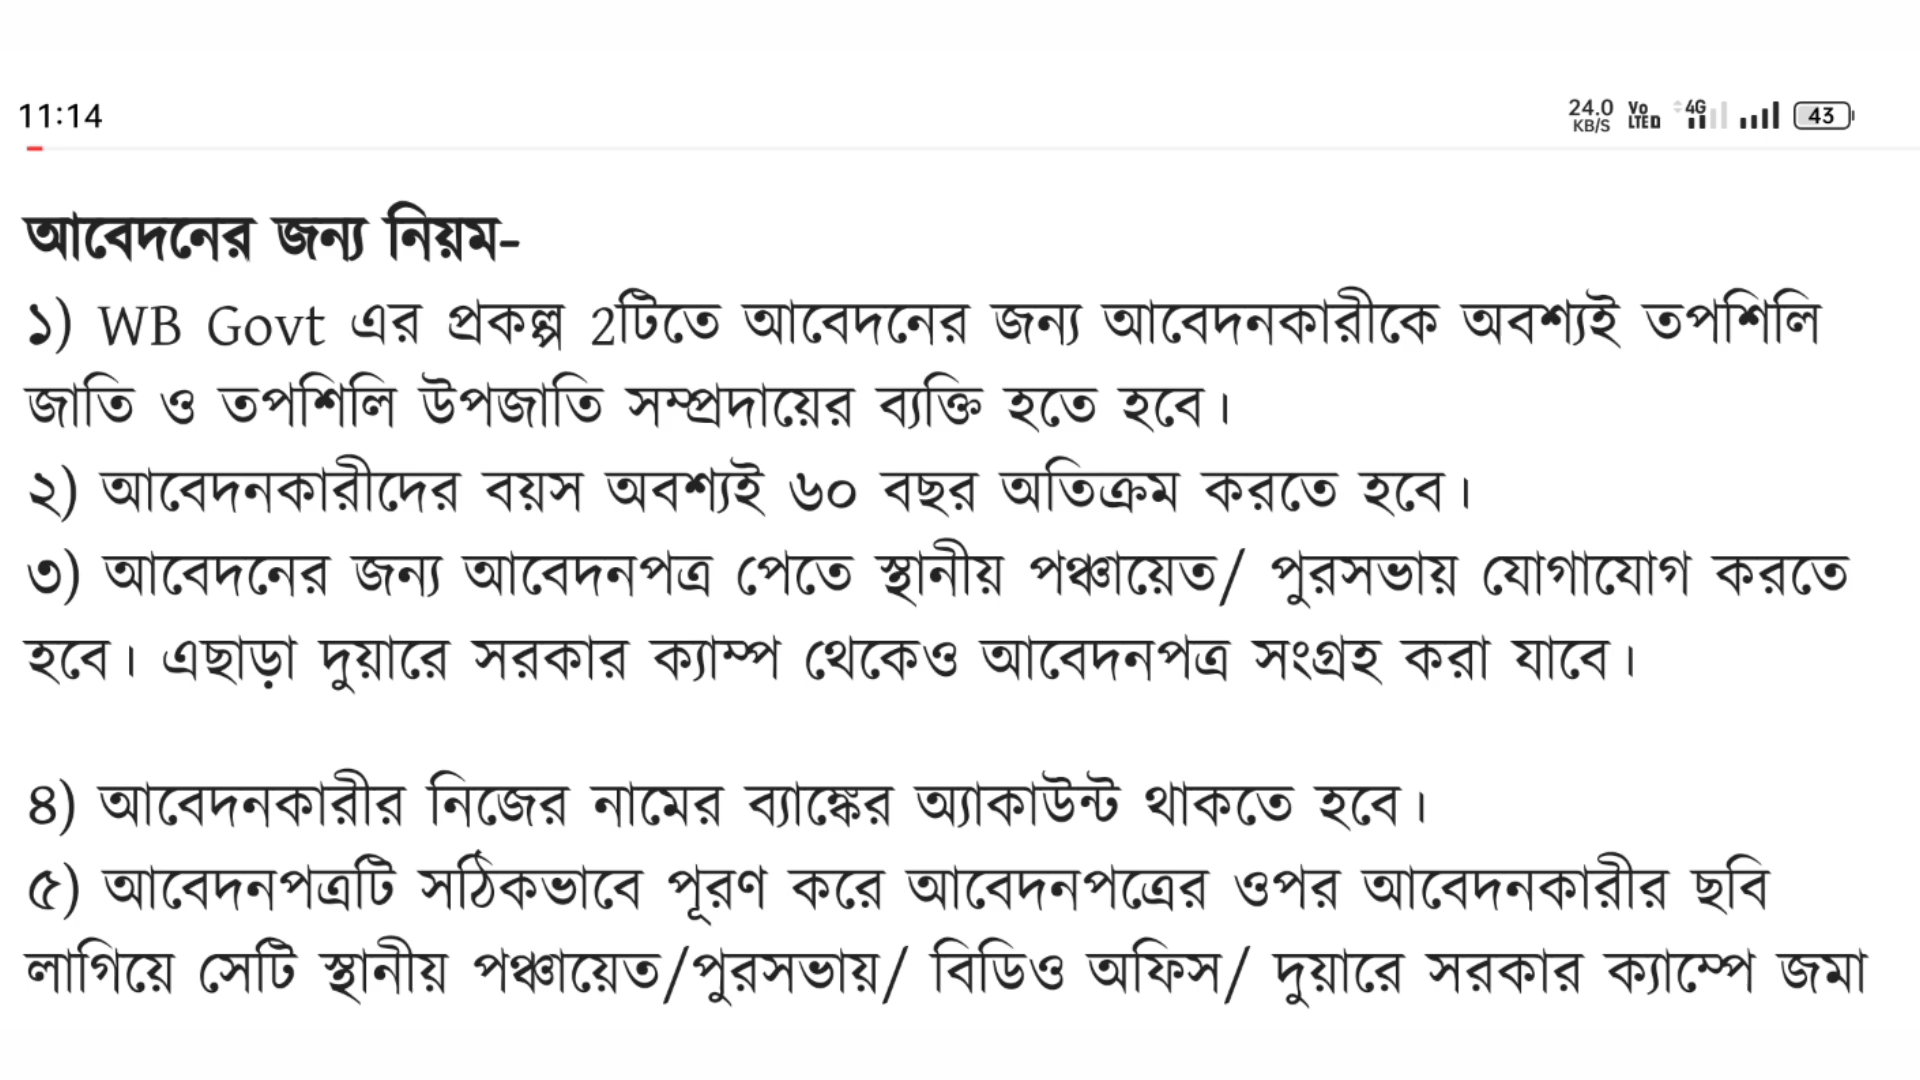 11:14
24.0 KB/S Vo LTE 4G 43
আবেদনের জন্য নিয়ম-
১) WB Govt এর প্রকল্প 2টিতে আবেদনের জন্য আবেদনকারীকে অবশ্যই তপশিলি
জাতি ও তপশিলি উপজাতি সম্প্রদায়ের ব্যক্তি হতে হবে।
২) আবেদনকারীদের বয়স অবশ্যই ৬০ বছর অতিক্রম করতে হবে।
৩) আবেদনের জন্য আবেদনপত্র পেতে স্থানীয় পঞ্চায়েত/ পুরসভায় যোগাযোগ করতে
হবে। এছাড়া দুয়ারে সরকার ক্যাম্প থেকেও আবেদনপত্র সংগ্রহ করা যাবে।
৪) আবেদনকারীর নিজের নামের ব্যাঙ্কের অ্যাকাউন্ট থাকতে হবে।
৫) আবেদনপত্রটি সঠিকভাবে পূরণ করে আবেদনপত্রের ওপর আবেদনকারীর ছবি
লাগিয়ে সেটি স্থানীয় পঞ্চায়েত/পুরসভায়/ বিডিও অফিস/ দুয়ারে সরকার ক্যাম্পে জমা